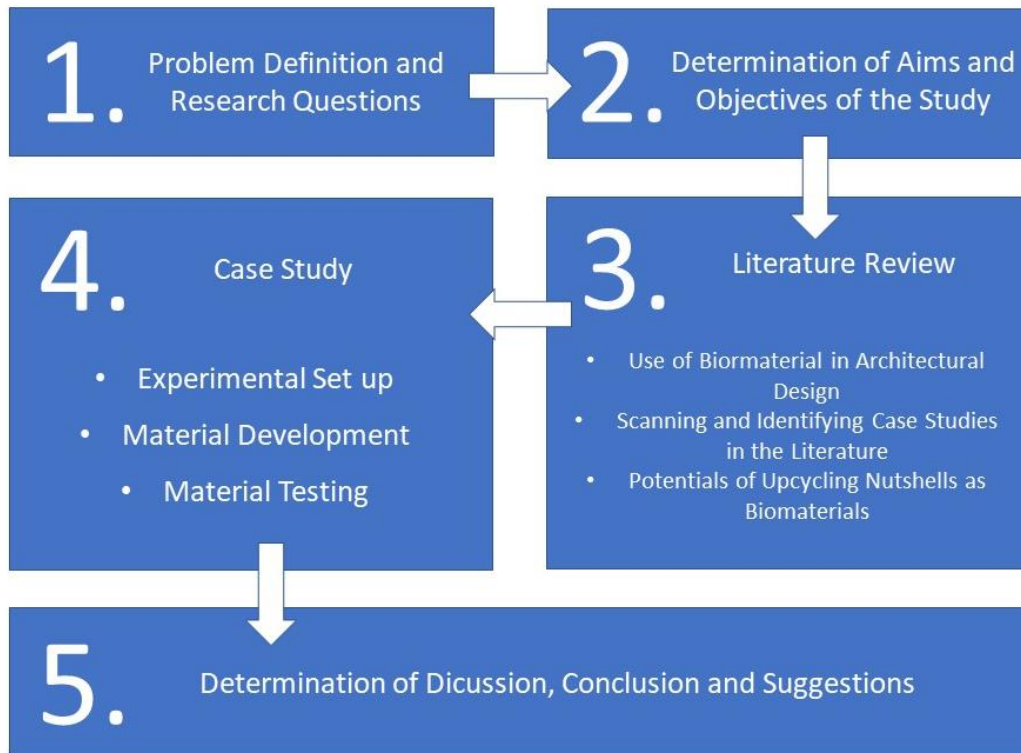 1.
Problem Definition and
Research Questions
2.
Determination of Aims and
Objectives of the Study
3.
Literature Review
• Use of Biormaterial in Architectural
Design
• Scanning and Identifying Case Studies
in the Literature
• Potentials of Upcycling Nutshells as
Biomaterials
4.
Case Study
• Experimental Set up
• Material Development
• Material Testing
5.
Determination of Dicussion, Conclusion and Suggestions